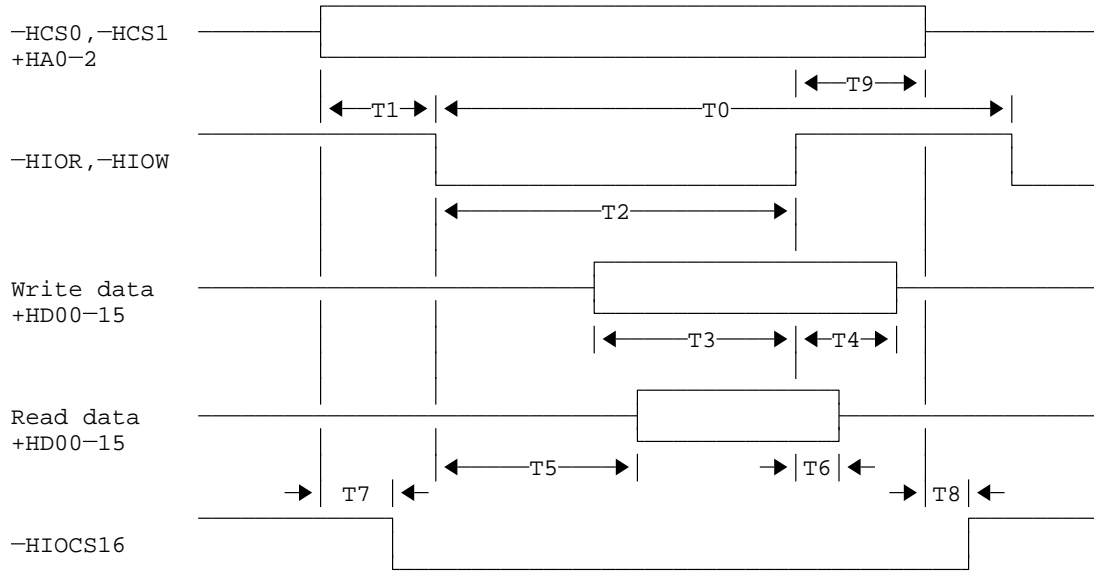 —HCS0,—HCS1
+HA0—2
T9
T1
T0
—HIOR,—HIOW
T2
Write data
+HD00—15
T3
T4
Read data
+HD00—15
T5
T6
T7
T8
—HIOCS16